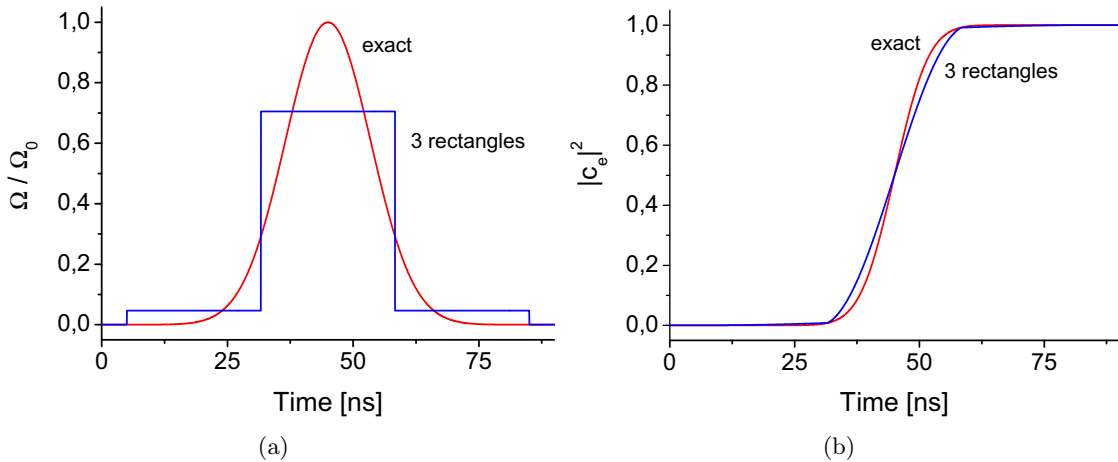 1,0
0,8
0,6
0,4
0,2
0,0
Ω / Ω₀
exact
3 rectangles
0
25
50
75
Time [ns]
(a)
1,0
0,8
0,6
0,4
0,2
0,0
|cₑ|²
exact
3 rectangles
0
25
50
75
Time [ns]
(b)